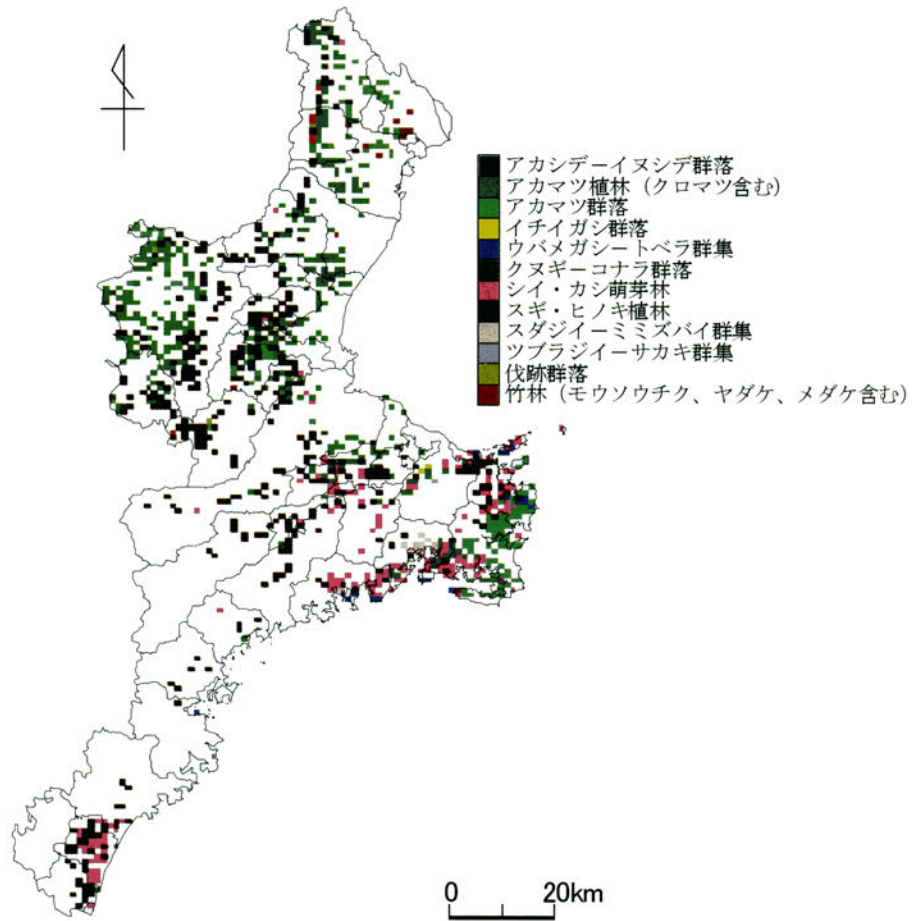 アカシデーイヌシデ群落
アカマツ植林（クロマツ含む）
アカマツ群落
イチイガシ群落
ウバメガシートベラ群集
クヌギーコナラ群落
シイ・カシ萌芽林
スギ・ヒノキ植林
スダジイーミミズバイ群集
ツブラジイーサカキ群集
伐跡群落
竹林（モウソウチク、ヤダケ、メダケ含む）
0 20km